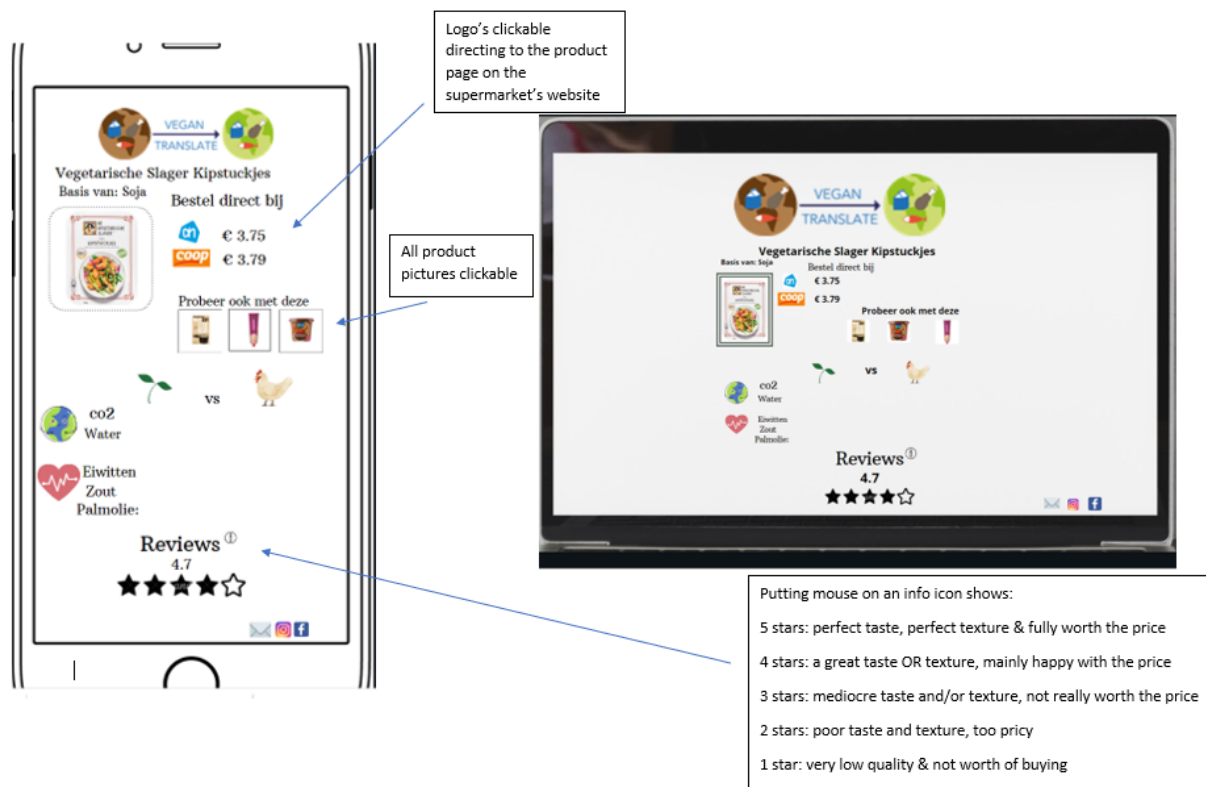 Logo's clickable
directing to the product
page on the
supermarket's website
All product
pictures clickable
VEGAN
TRANSLATE
Vegetarische Slager Kipstuckjes
Basis van: Soja
Bestel direct bij
€ 3.75
coop
€ 3.79
Probeer ook met deze
vs
co2
Water
Eiwitten
Zout
Palmolie:
Reviews
4.7
VEGAN
TRANSLATE
Vegetarische Slager Kipstuckjes
Basis van: Soja
Bestel direct bij
€ 3.75
coop
€ 3.79
Probeer ook met deze
vs
co2
Water
Eiwitten
Zout
Palmolie:
Reviews
4.7
Putting mouse on an info icon shows:
5 stars: perfect taste, perfect texture & fully worth the price
4 stars: a great taste OR texture, mainly happy with the price
3 stars: mediocre taste and/or texture, not really worth the price
2 stars: poor taste and texture, too pricy
1 star: very low quality & not worth of buying